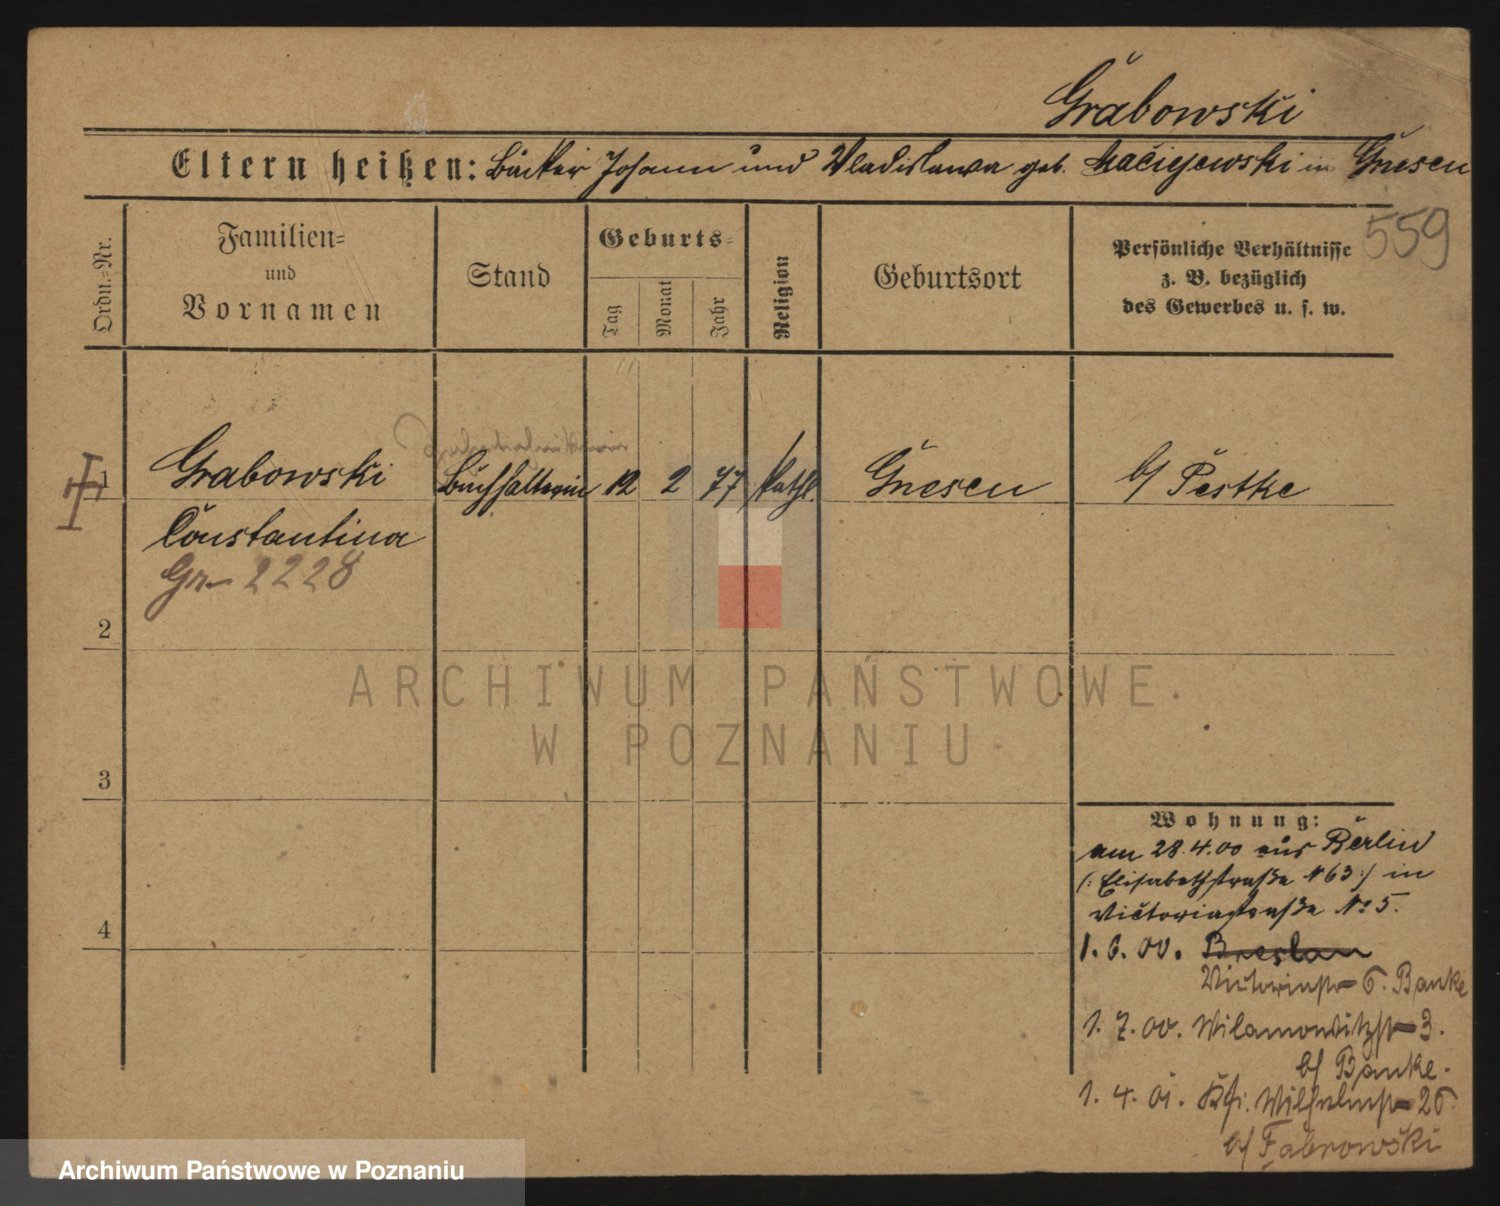 Grabowski
Eltern heißen: Bäcker Johann und Wladislawa geb. Maciejewski in Gnesen
559
Ordn.-Nr.
Familien- und Vornamen
Stand
Geburts-
Tag
Monat
Jahr
Religion
Geburtsort
Persönliche Verhältnisse
z. B. bezüglich
des Gewerbes u. s. w.
1 Grabowski Buchhalterin 12 2 77 kath. Gnesen b/ Pestke
Constantina
Gr. 2228
2
3
4
ARCHIWUM PAŃSTWOWE
W POZNANIU
Wohnung:
am 28.4.00 aus Berlin
(: Elisabethstraße N 63 :) in
Victoriastraße No 5.
1. 6. 00. Breslau
Victoriastr 6. Banke
1. 7. 00. Wilamowitzstr 3.
b/ Banke.
1. 4. 01. Wilhelmstr 26
b/ Fabrowski
Archiwum Państwowe w Poznaniu